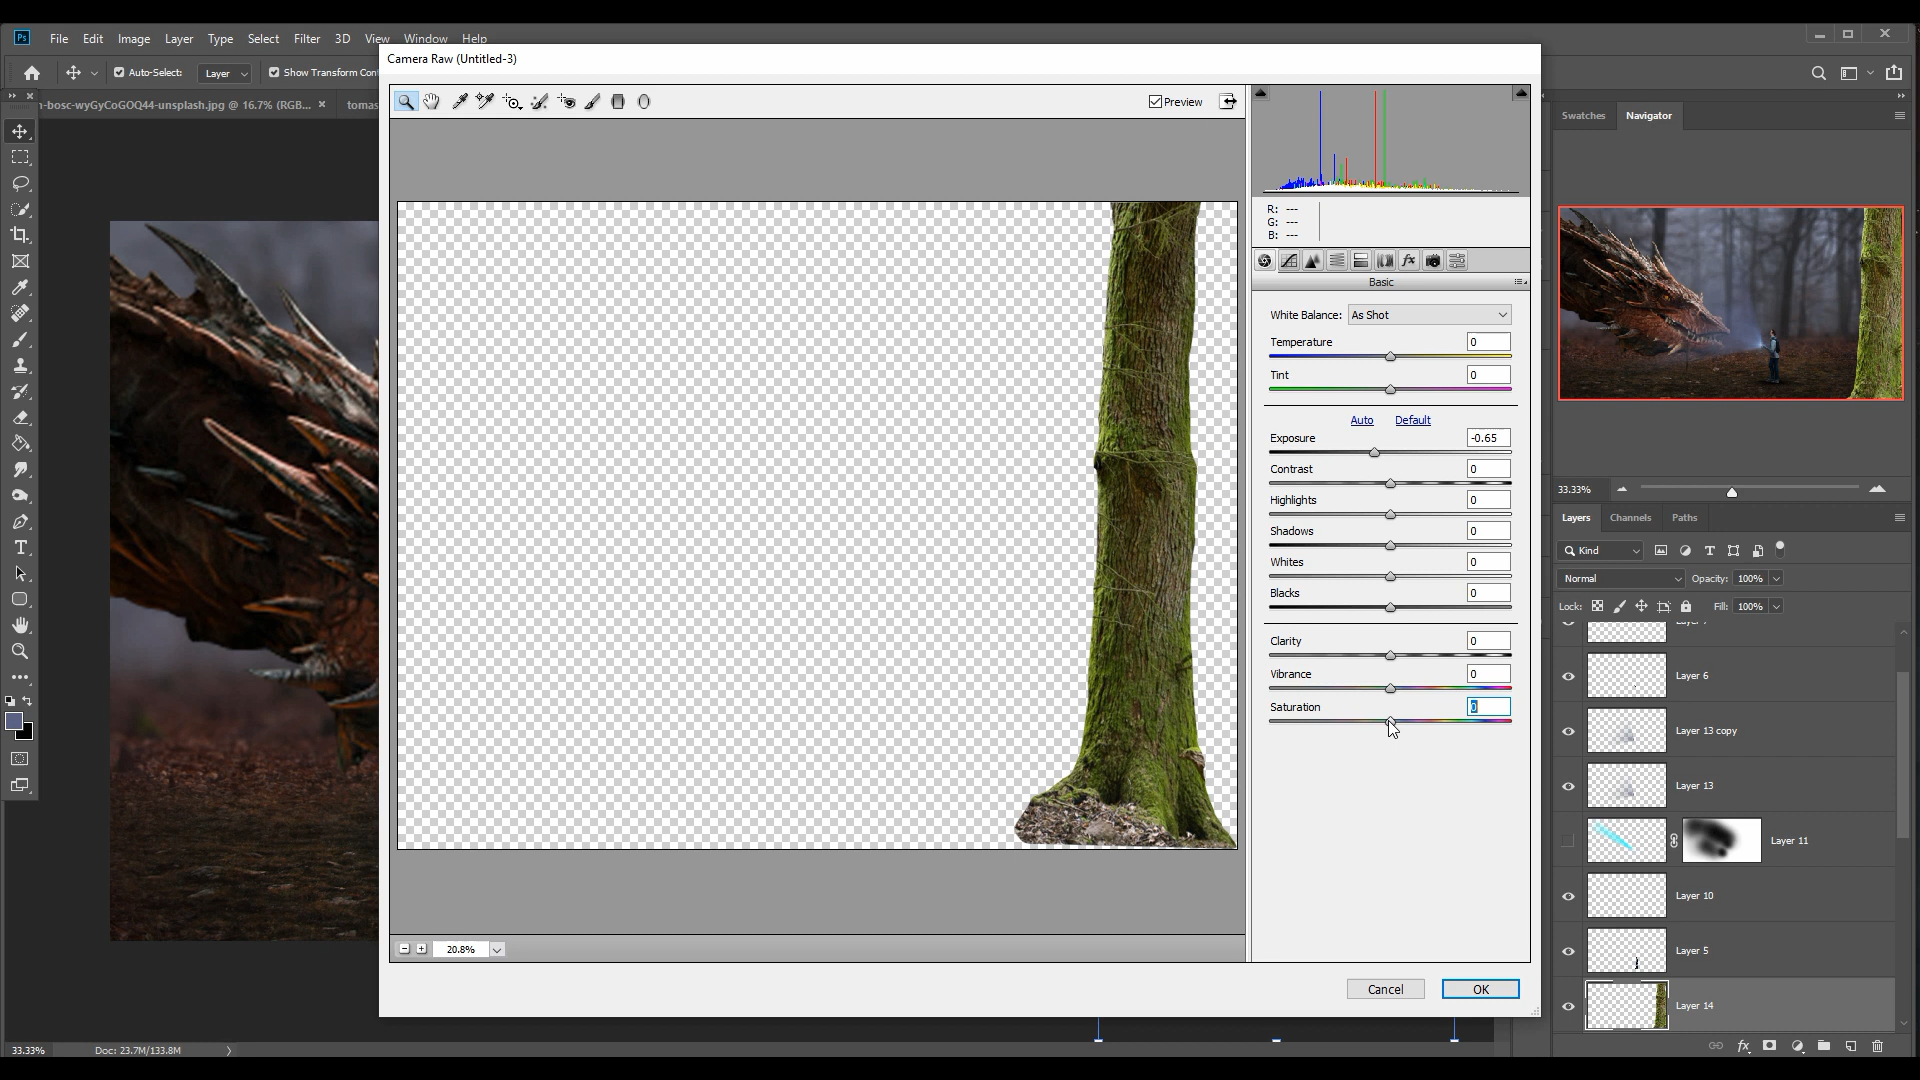 Ps File Edit Image Layer Type Select Filter 3D View Window Help
Auto-Select: Layer Show Transform Cont
n-bosc-wyGyCoGOQ44-unsplash.jpg @ 16.7% (RGB... × tomas
Camera Raw (Untitled-3)
Preview
R: ---
G: ---
B: ---
fx
Basic
White Balance: As Shot
Temperature 0
Tint 0
Auto Default
Exposure -0.65
Contrast 0
Highlights 0
Shadows 0
Whites 0
Blacks 0
Clarity 0
Vibrance 0
Saturation 0
20.8%
Cancel OK
Swatches Navigator
33.33%
Layers Channels Paths
Kind
Normal Opacity: 100%
Lock: Fill: 100%
Layer 6
Layer 13 copy
Layer 13
Layer 11
Layer 10
Layer 5
Layer 14
fx
33.33% Doc: 23.7M/133.8M